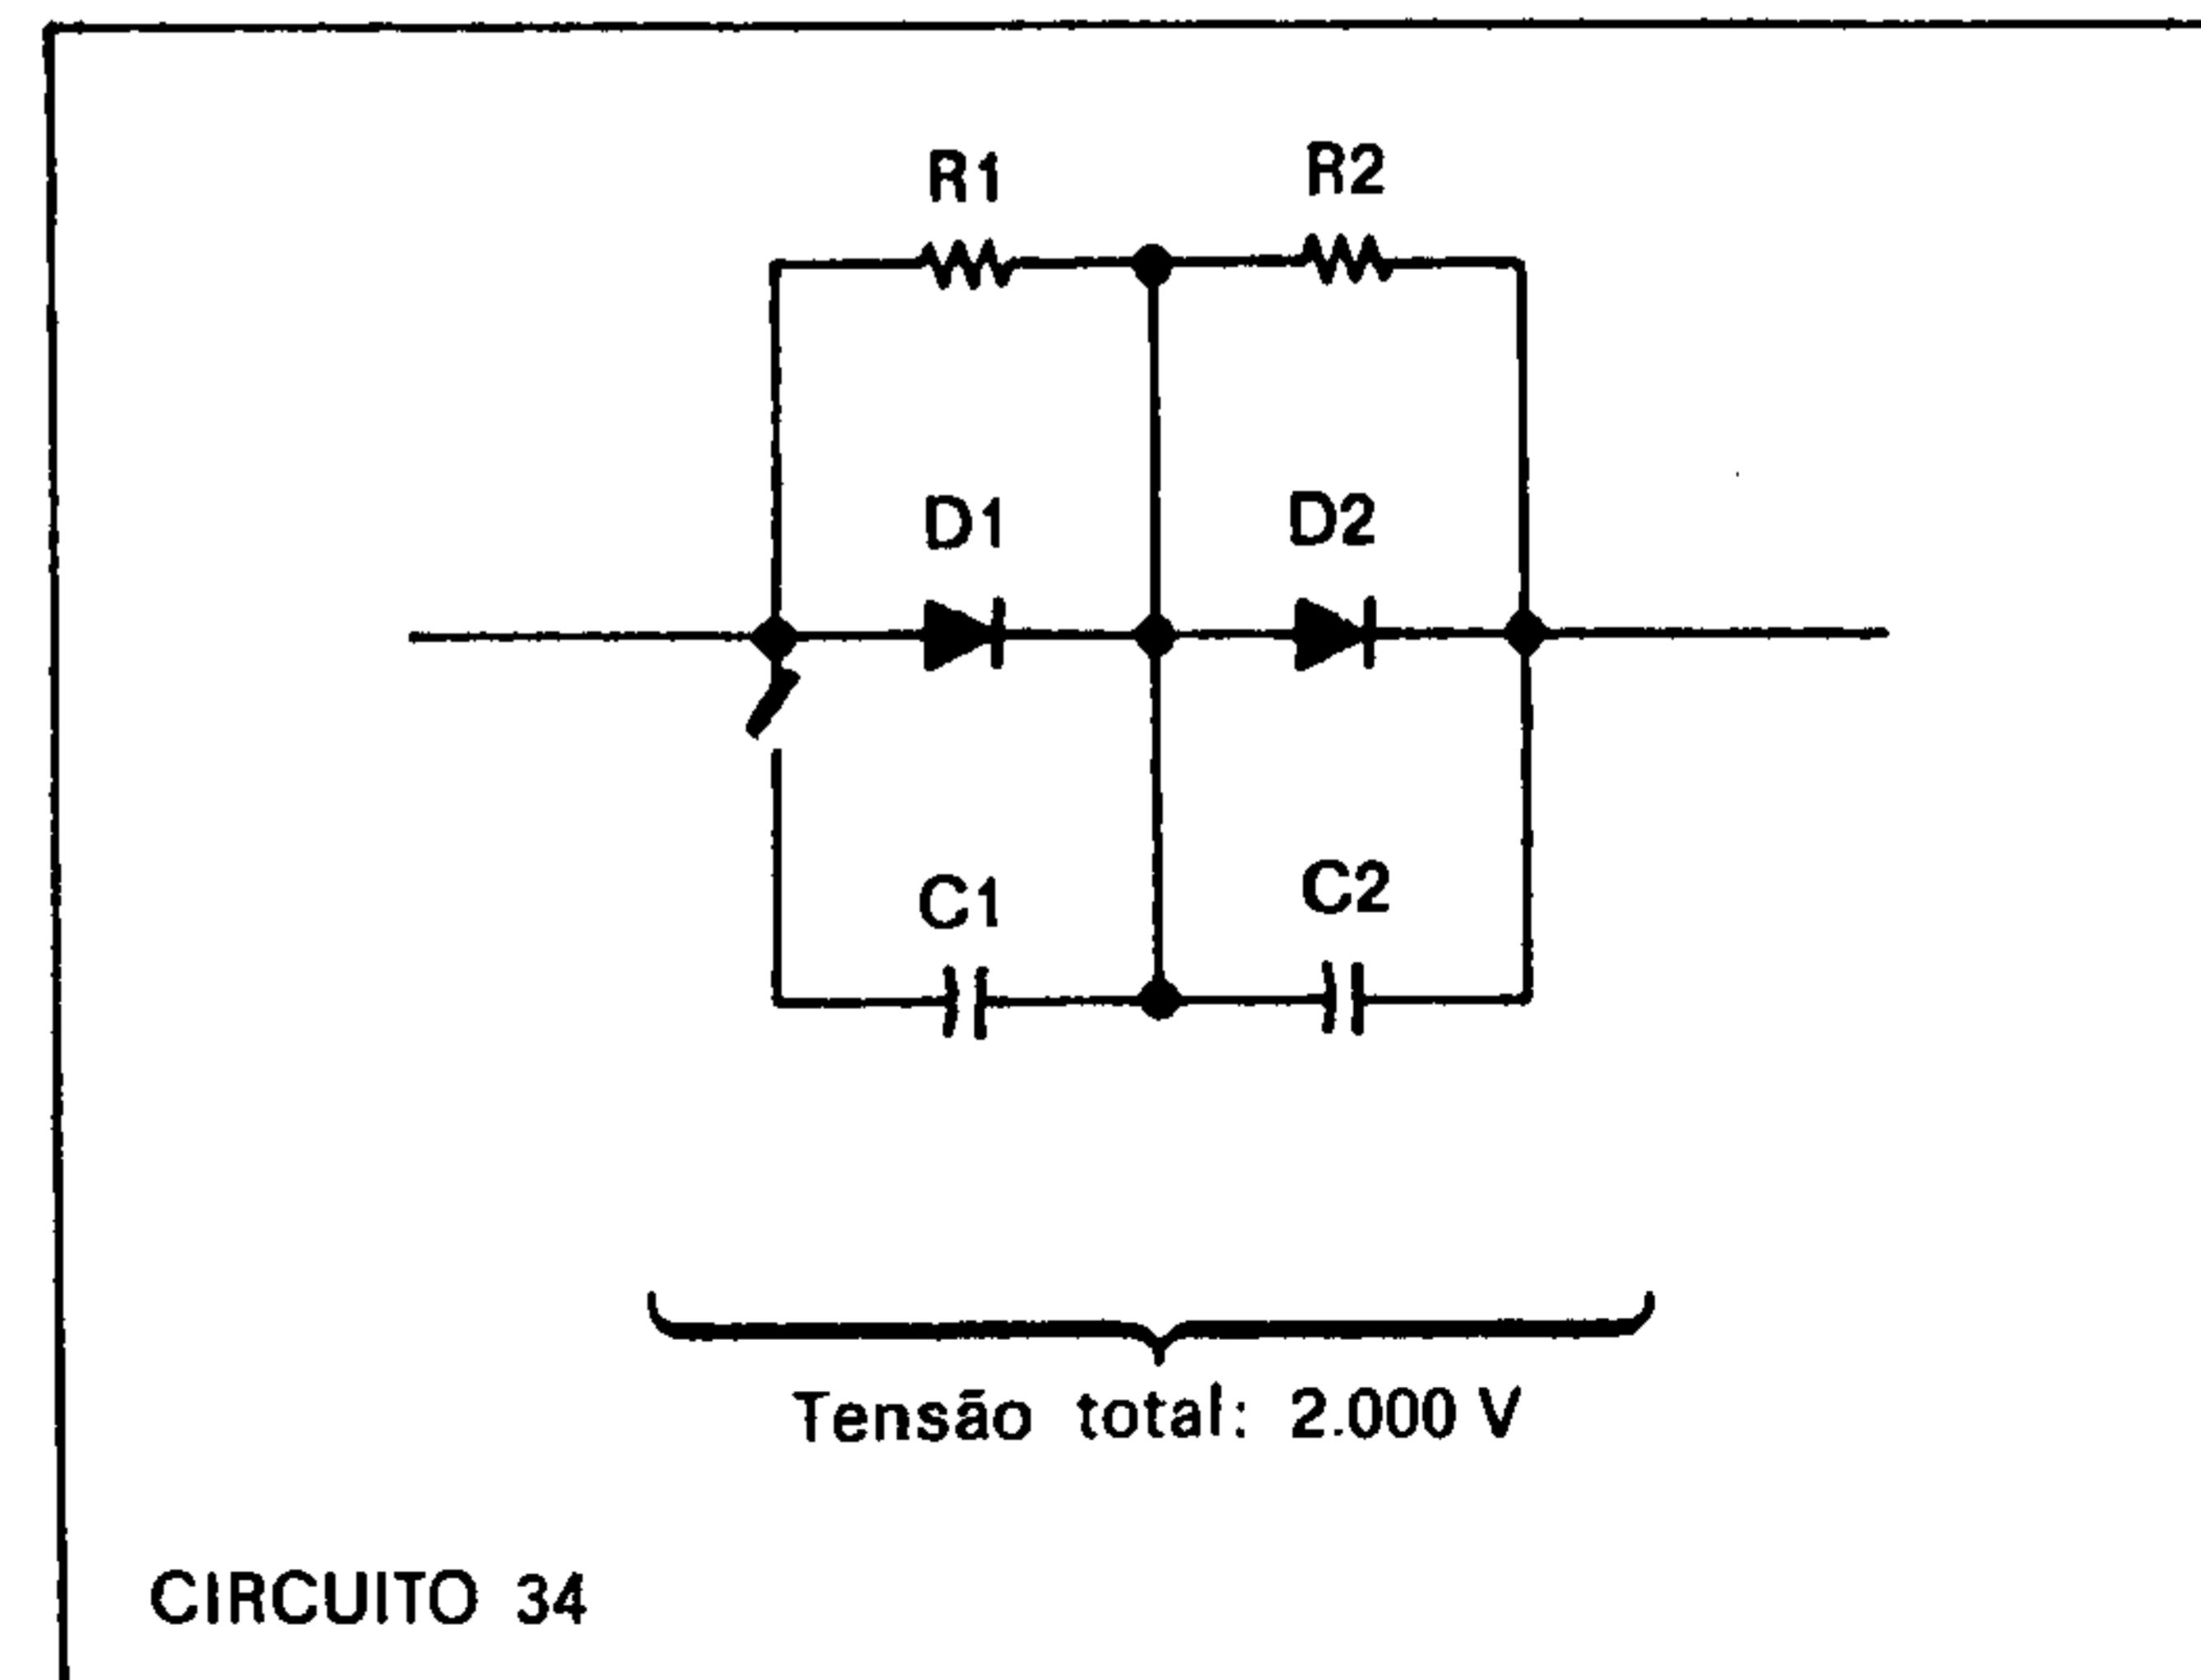 R1 R2
D1 D2
C1 C2
Tensão total: 2.000 V
CIRCUITO 34